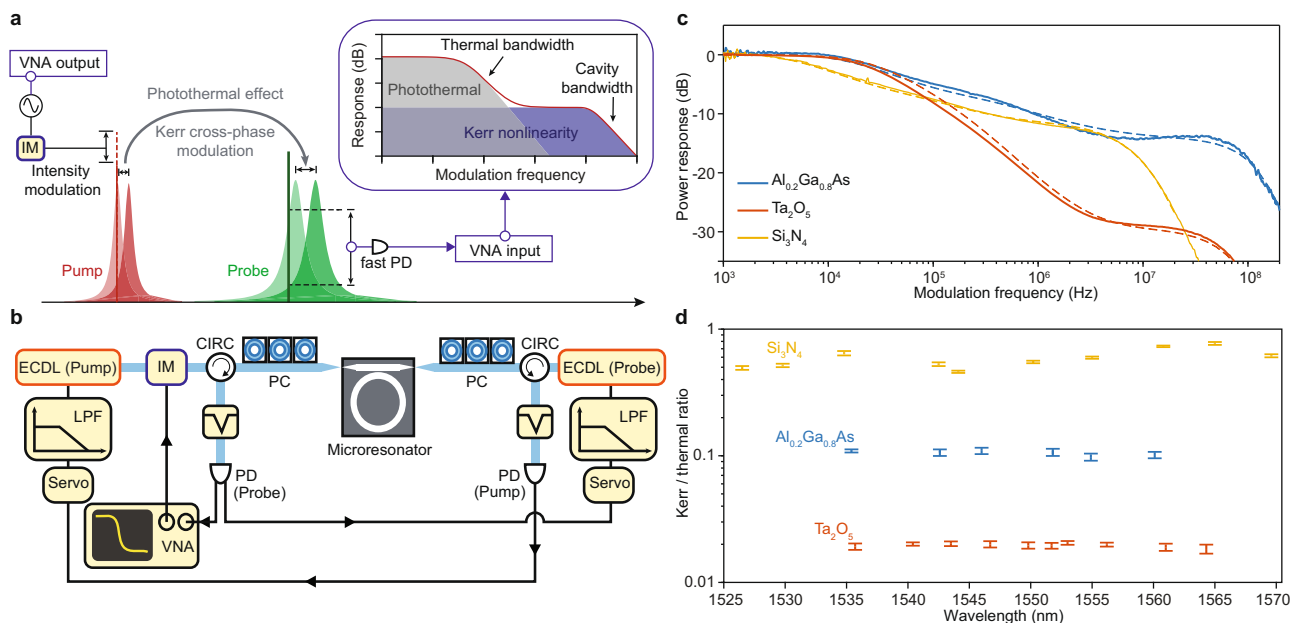 a
VNA output
IM
Intensity
modulation
Photothermal effect
Kerr cross-phase
modulation
Pump
Probe
fast PD
VNA input
Response (dB)
Thermal bandwidth
Photothermal
Cavity
bandwidth
Kerr nonlinearity
Modulation frequency
b
ECDL (Pump)
IM
CIRC
PC
Microresonator
PC
CIRC
ECDL (Probe)
LPF
LPF
Servo
Servo
PD
(Probe)
PD
(Pump)
VNA
c
Power response (dB)
0
-10
-20
-30
Al₀.₂Ga₀.₈As
Ta₂O₅
Si₃N₄
10³
10⁴
10⁵
10⁶
10⁷
10⁸
Modulation frequency (Hz)
d
Kerr / thermal ratio
1
0.1
0.01
Si₃N₄
Al₀.₂Ga₀.₈As
Ta₂O₅
1525
1530
1535
1540
1545
1550
1555
1560
1565
1570
Wavelength (nm)